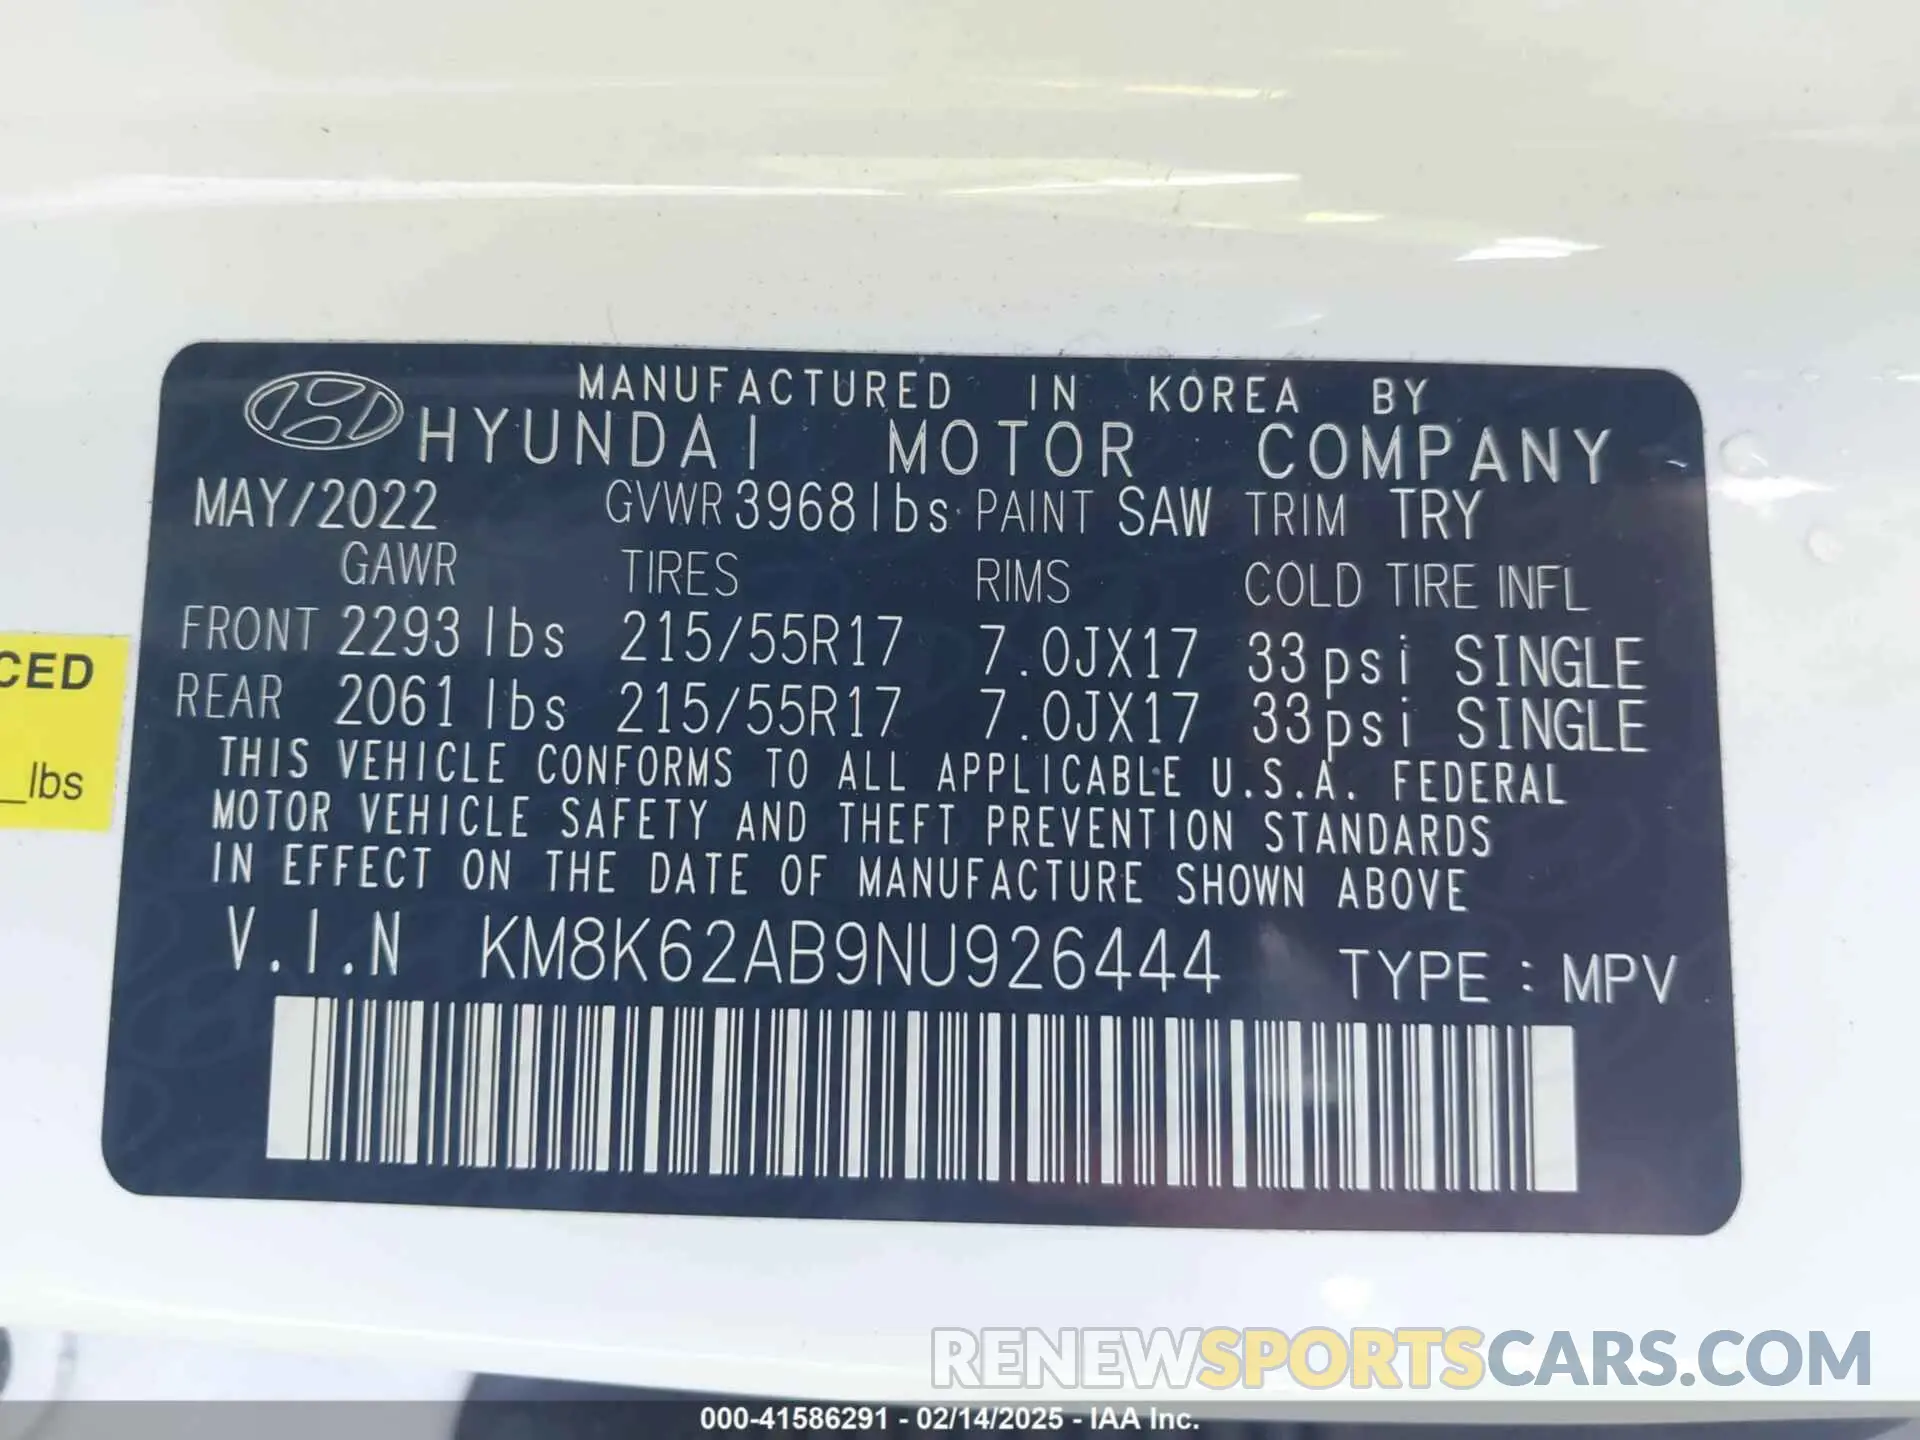 MANUFACTURED IN KOREA BY
HYUNDAI MOTOR COMPANY
MAY/2022 GVWR 3968lbs PAINT SAW TRIM TRY
GAWR TIRES RIMS COLD TIRE INFL
FRONT 2293 lbs 215/55R17 7.0JX17 33psi SINGLE
REAR 2061 lbs 215/55R17 7.0JX17 33psi SINGLE
THIS VEHICLE CONFORMS TO ALL APPLICABLE U.S.A. FEDERAL
MOTOR VEHICLE SAFETY AND THEFT PREVENTION STANDARDS
IN EFFECT ON THE DATE OF MANUFACTURE SHOWN ABOVE
V.I.N KM8K62AB9NU926444 TYPE : MPV
CED
_lbs
RENEWSPORTSCARS.COM
000-41586291 - 02/14/2025 - IAA Inc.